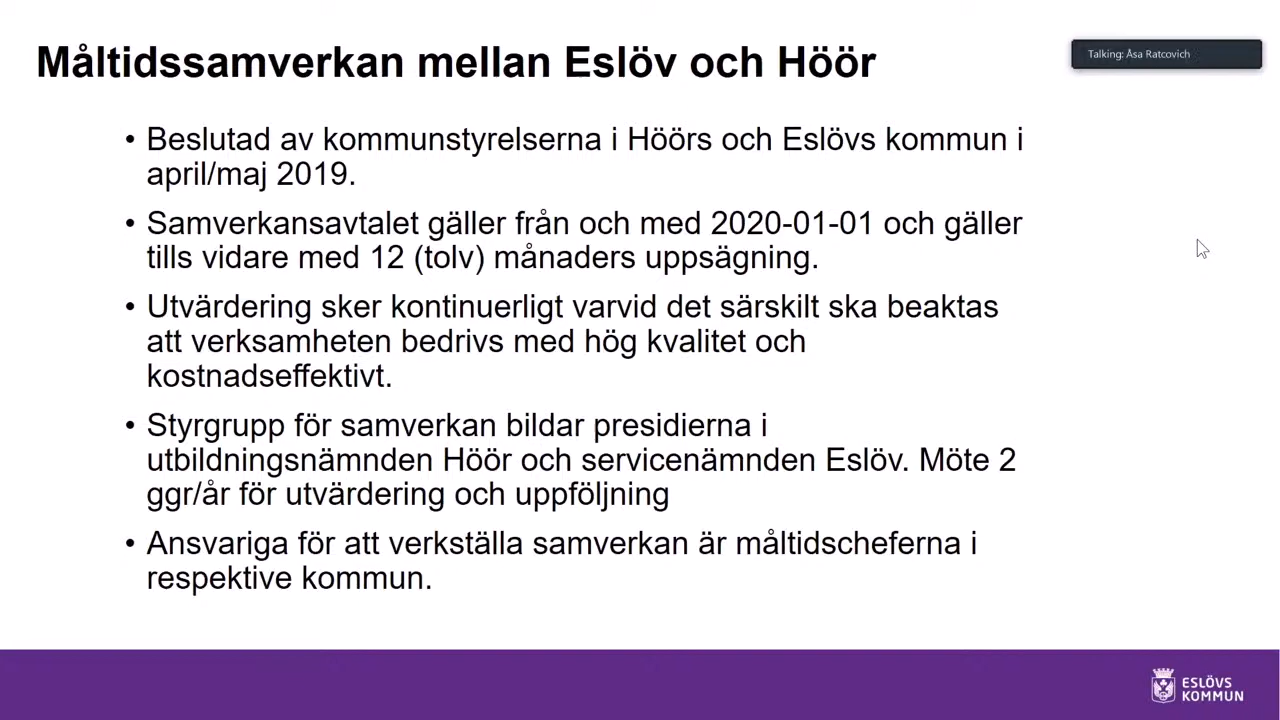 Måltidssamverkan mellan Eslöv och Höör
Talking: Åsa Ratcovich
• Beslutad av kommunstyrelserna i Höörs och Eslövs kommun i
april/maj 2019.
• Samverkansavtalet gäller från och med 2020-01-01 och gäller
tills vidare med 12 (tolv) månaders uppsägning.
• Utvärdering sker kontinuerligt varvid det särskilt ska beaktas
att verksamheten bedrivs med hög kvalitet och
kostnadseffektivt.
• Styrgrupp för samverkan bildar presidierna i
utbildningsnämnden Höör och servicenämnden Eslöv. Möte 2
ggr/år för utvärdering och uppföljning
• Ansvariga för att verkställa samverkan är måltidscheferna i
respektive kommun.
ESLÖVS
KOMMUN